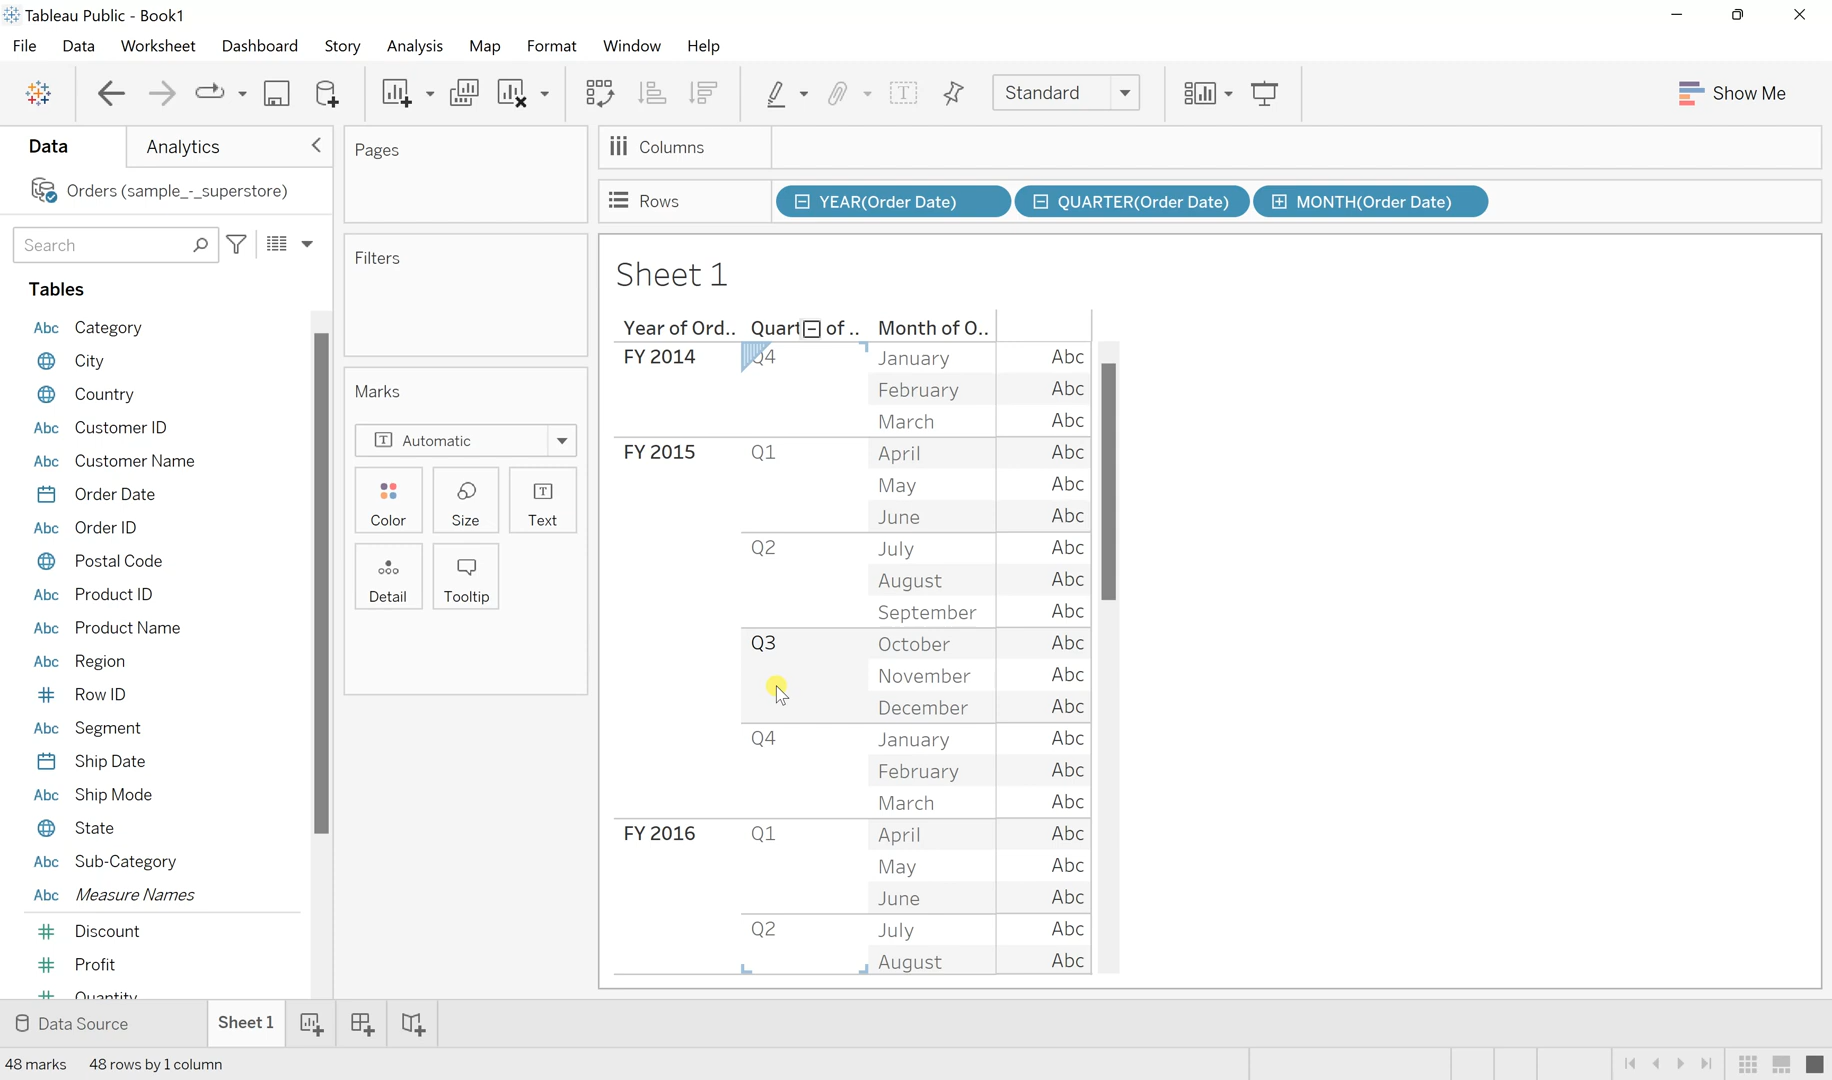 Tableau Public - Book1
File Data Worksheet Dashboard Story Analysis Map Format Window Help
Standard
Show Me
Data Analytics
Orders (sample_-_superstore)
Search
Tables
Abc Category
City
Country
Abc Customer ID
Abc Customer Name
Order Date
Abc Order ID
Postal Code
Abc Product ID
Abc Product Name
Abc Region
# Row ID
Abc Segment
Ship Date
Abc Ship Mode
State
Abc Sub-Category
Abc Measure Names
# Discount
# Profit
# Quantity
Pages
Filters
Marks
Automatic
Color Size Text
Detail Tooltip
Columns
Rows YEAR(Order Date) QUARTER(Order Date) MONTH(Order Date)
Sheet 1
Year of Ord.. Quart of .. Month of O..
FY 2014 Q4 January Abc
February Abc
March Abc
FY 2015 Q1 April Abc
May Abc
June Abc
Q2 July Abc
August Abc
September Abc
Q3 October Abc
November Abc
December Abc
Q4 January Abc
February Abc
March Abc
FY 2016 Q1 April Abc
May Abc
June Abc
Q2 July Abc
August Abc
Data Source Sheet 1
48 marks 48 rows by 1 column